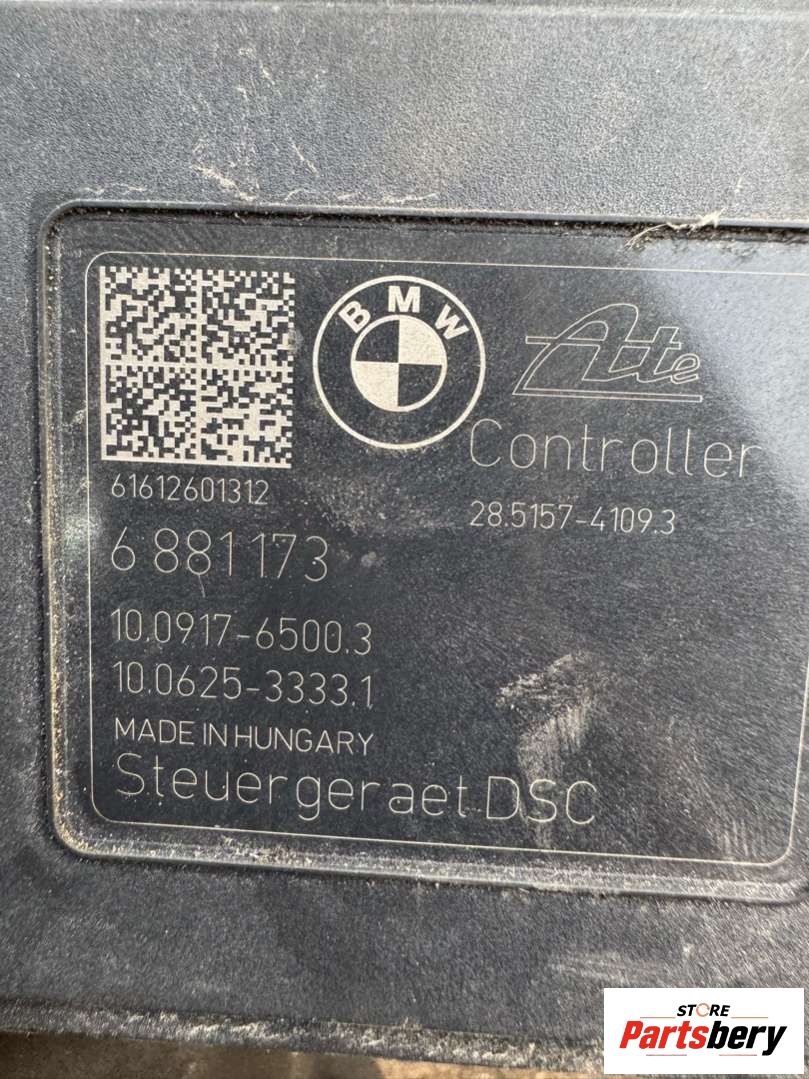 BMW
Ate
Controller
61612601312
28.5157-4109.3
6 881 173
10.0917-6500.3
10.0625-3333.1
MADE IN HUNGARY
Steuergeraet DSC
STORE
Partsbery